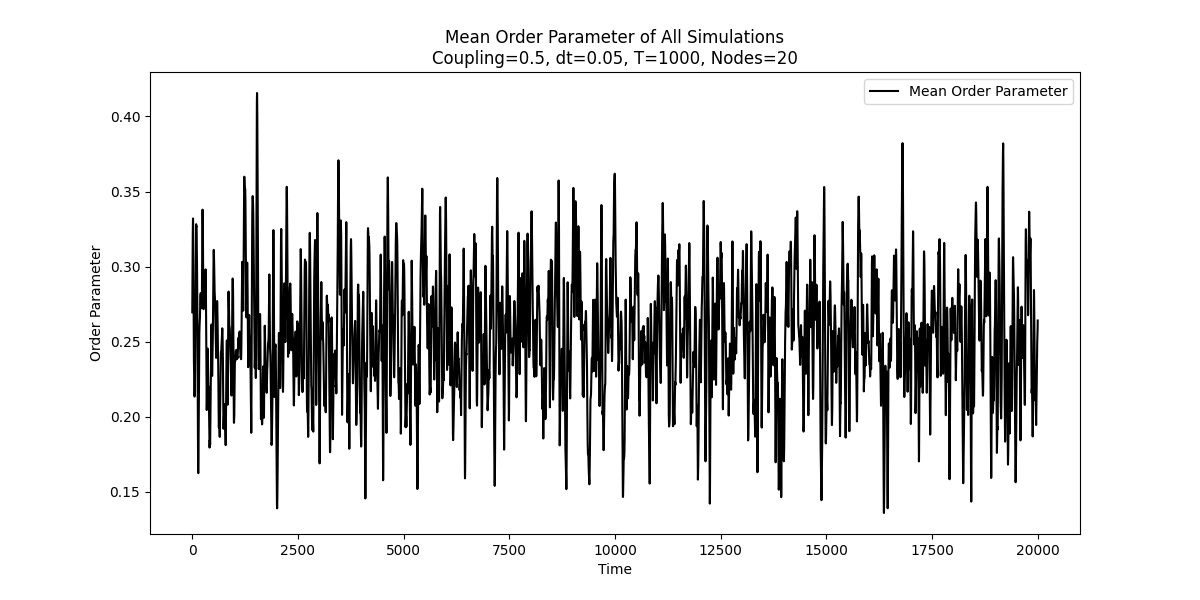 Mean Order Parameter of All Simulations
Coupling=0.5, dt=0.05, T=1000, Nodes=20
Mean Order Parameter
Order Parameter
0.40
0.35
0.30
0.25
0.20
0.15
0 2500 5000 7500 10000 12500 15000 17500 20000
Time